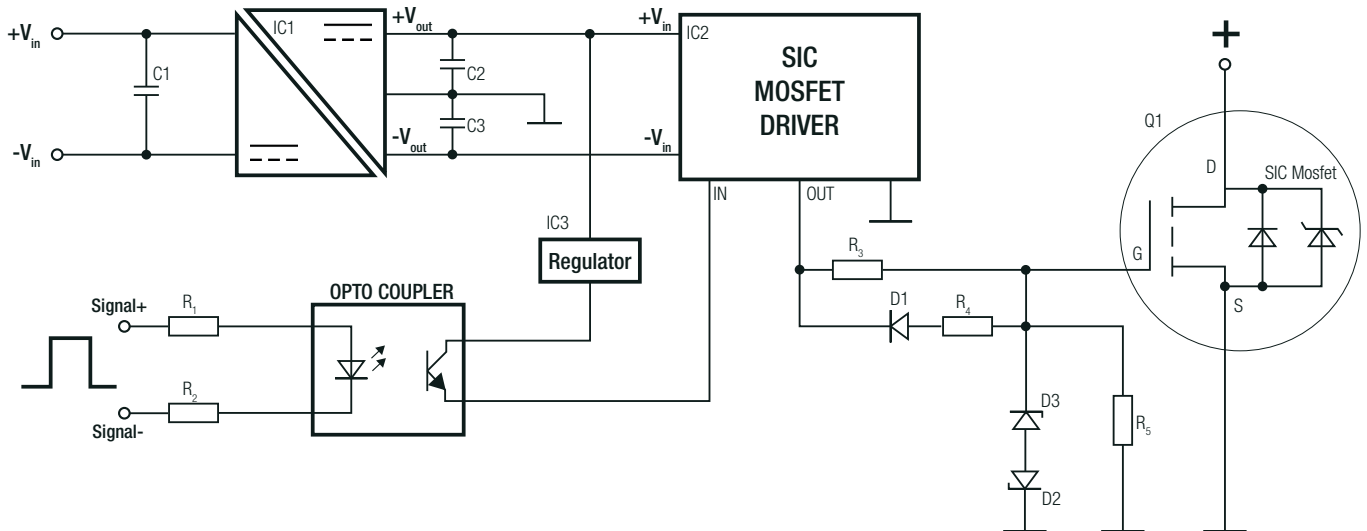 +Vin
-Vin
C1
IC1
+Vout
-Vout
C2
C3
+Vin
-Vin
IC2
SIC
MOSFET
DRIVER
IN
OUT
IC3
Regulator
OPTO COUPLER
Signal+
Signal-
R1
R2
R3
D1
R4
D3
D2
R5
+
Q1
D
SIC Mosfet
G
S